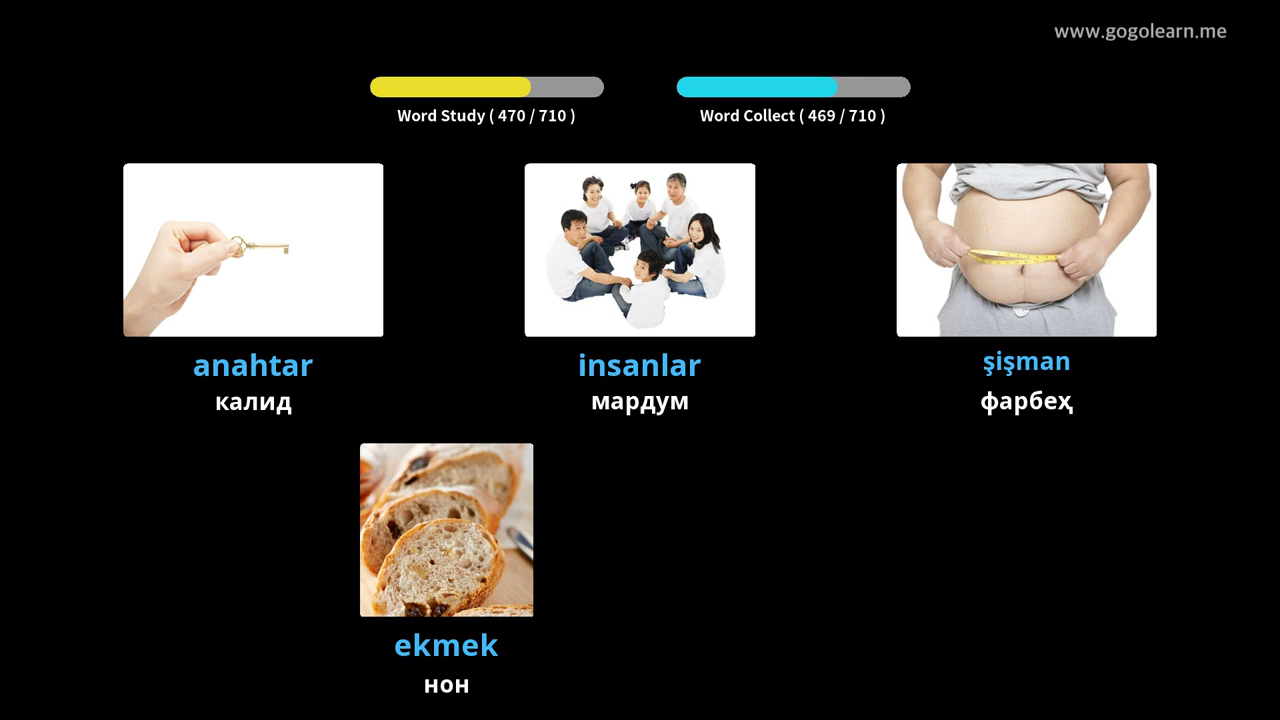 www.gogolearn.me
Word Study ( 470 / 710 )
Word Collect ( 469 / 710 )
anahtar
калид
insanlar
мардум
şişman
фарбеҳ
ekmek
нон